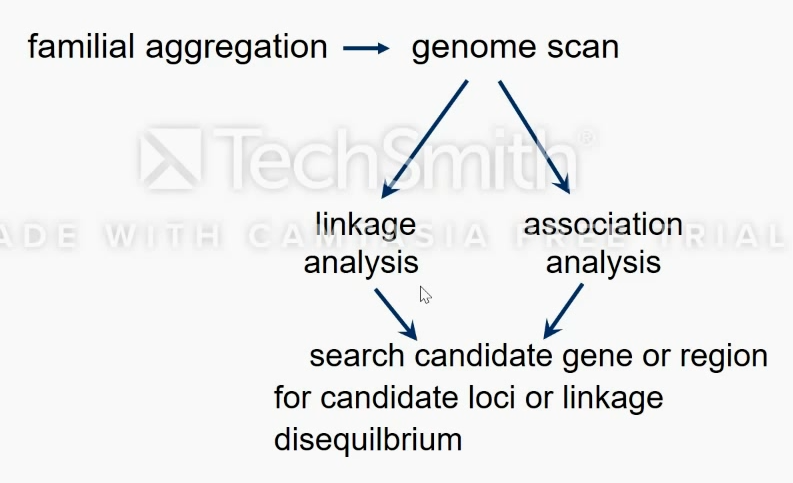 familial aggregation → genome scan
TechSmith®
linkage association
ADE WITH CAMTASIA FREE TRIAL
analysis analysis
search candidate gene or region
for candidate loci or linkage
disequilbrium